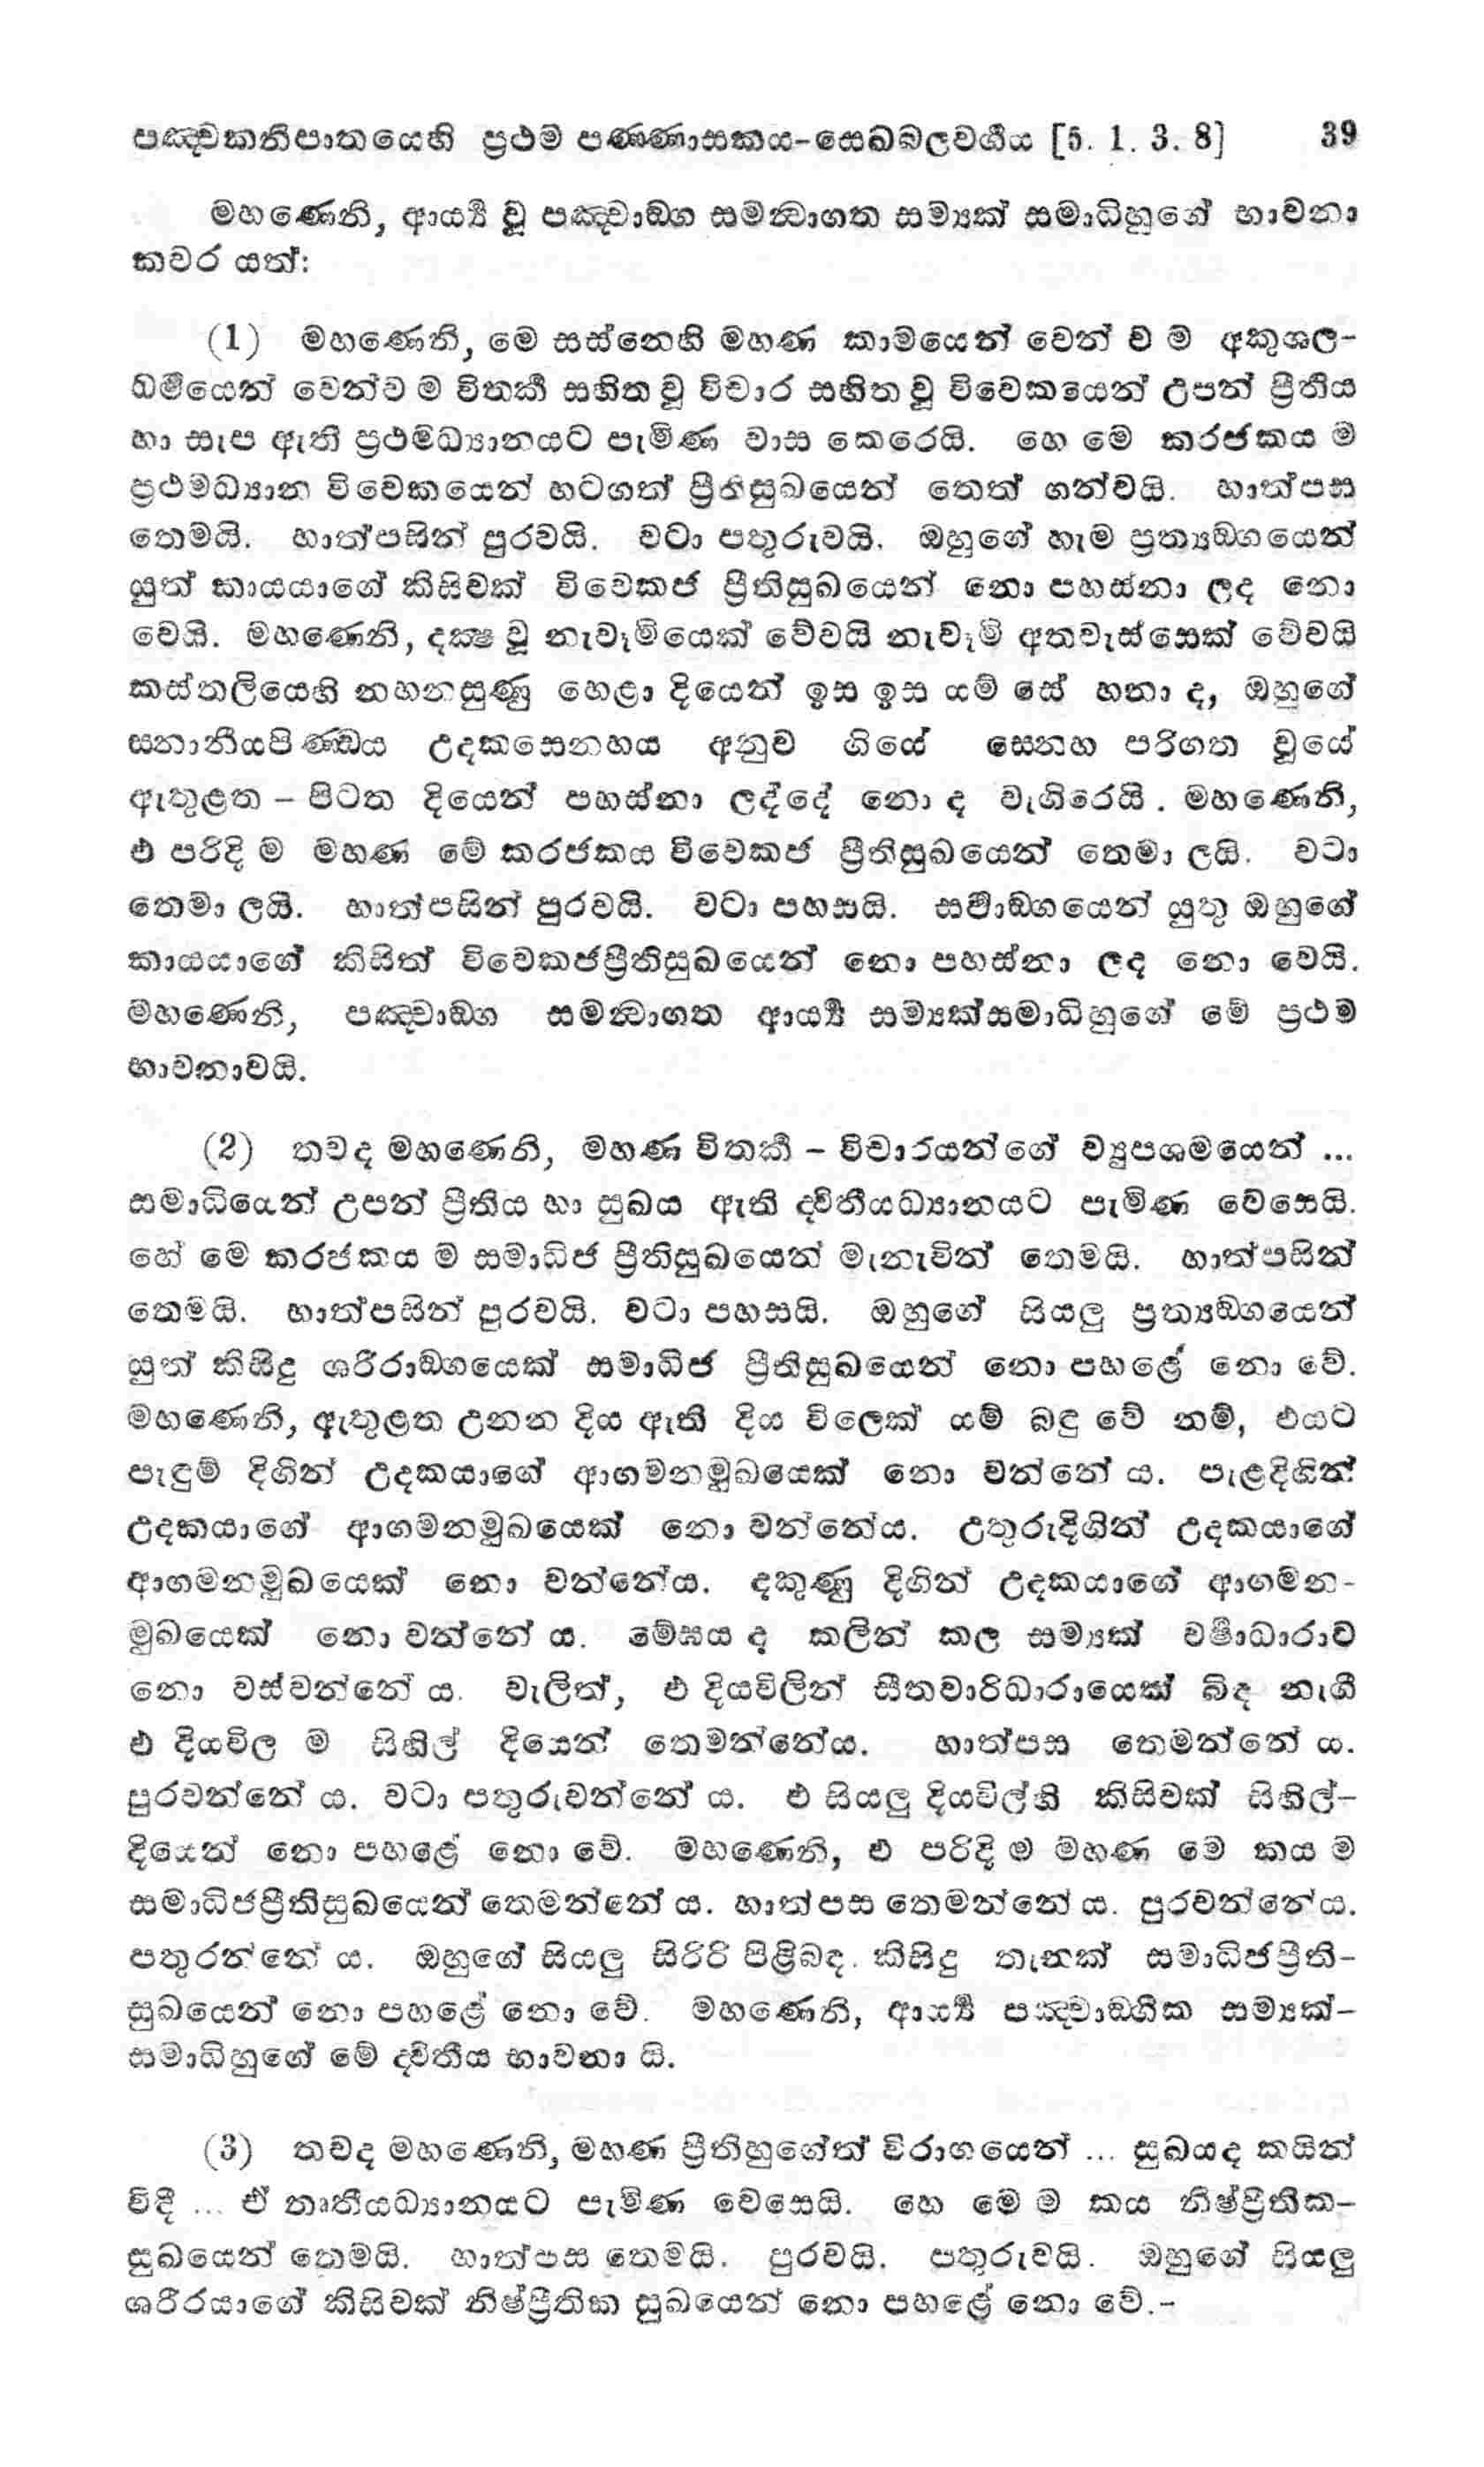 පඤ්චකනිපාතයෙහි ප්‍රථම පණ්ණාසකය-සෙඛබලවර්ගය [5. 1. 3. 8] 39
මහණෙනි, ආර්‍ය්‍ය වූ පඤ්චාඞ්ග සමන්‍වාගත සම්‍යක් සමාධිහුගේ භාවනා
කවර යත්:
(1) මහණෙනි, මෙ සස්නෙහි මහණ කාමයෙන් වෙන් ව ම අකුශල-
ධර්මයෙන් වෙන්ව ම විතර්ක සහිත වූ විචාර සහිත වූ විවෙකයෙන් උපන් ප්‍රීතිය
හා සැප ඇති ප්‍රථමධ්‍යානයට පැමිණ වාස කෙරෙයි. හෙ මෙ කරජකය ම
ප්‍රථමධ්‍යාන විවෙකයෙන් හටගත් ප්‍රීතිසුඛයෙන් තෙත් ගන්වයි. හාත්පස
තෙමයි. හාත්පසින් පුරවයි. වටා පතුරුවයි. ඔහුගේ හැම ප්‍රත්‍යඞ්ගයෙන්
යුත් කායයාගේ කිසිවක් විවෙකජ ප්‍රීතිසුඛයෙන් නො පහස්නා ලද නො
වෙයි. මහණෙනි, දක්‍ෂ වූ නැවෑමියෙක් වේවයි නැවෑමි අතවැස්සෙක් වේවයි
කස්තලියෙහි නහනසුණු හෙළා දියෙන් ඉස ඉස යම් සේ හනා ද, ඔහුගේ
සනානීයපිණ්ඩය උදකසෙනහය අනුව ගියේ සෙනහ පරිගත වූයේ
ඇතුළත – පිටත දියෙන් පහස්නා ලද්දේ නො ද වැගිරෙයි. මහණෙනි,
එ පරිදි ම මහණ මේ කරජකය විවෙකජ ප්‍රීතිසුඛයෙන් තෙමා ලයි. වටා
තෙමා ලයි. හාත්පසින් පුරවයි. වටා පහසයි. සර්වාඞ්ගයෙන් යුතු ඔහුගේ
කායයාගේ කිසිත් විවෙකජප්‍රීතිසුඛයෙන් නො පහස්නා ලද නො වෙයි.
මහණෙනි, පඤ්චාඞ්ග සමන්‍වාගත ආර්‍ය්‍ය සම්‍යක්සමාධිහුගේ මේ ප්‍රථම
භාවනාවයි.
(2) තවද මහණෙනි, මහණ විතර්ක – විචාරයන්ගේ ව්‍යුපශමයෙන් ...
සමාධියෙන් උපන් ප්‍රීතිය හා සුඛය ඇති ද්‍විතීයධ්‍යානයට පැමිණ වෙසෙයි.
හේ මෙ කරජකය ම සමාධිජ ප්‍රීතිසුඛයෙන් මැනැවින් තෙමයි. හාත්පසින්
තෙමයි. හාත්පසින් පුරවයි. වටා පහසයි. ඔහුගේ සියලු ප්‍රත්‍යඞ්ගයෙන්
යුත් කිසිදු ශරීරාඞ්ගයෙක් සමාධිජ ප්‍රීතිසුඛයෙන් නො පහළේ නො වේ.
මහණෙනි, ඇතුළත උනන දිය ඇති දිය විලෙක් යම් බඳු වේ නම්, එයට
පැඳුම් දිගින් උදකයාගේ ආගමනමුඛයෙක් නො වන්නේ ය. පැළදිගින්
උදකයාගේ ආගමනමුඛයෙක් නො වන්නේය. උතුරුදිගින් උදකයාගේ
ආගමනමුඛයෙක් නො වන්නේය. දකුණු දිගින් උදකයාගේ ආගමන-
මුඛයෙක් නො වන්නේ ය. මේඝය ද කලින් කල සම්‍යක් වර්ෂාධාරාව
නො වස්වන්නේ ය. වැලිත්, එ දියවිලින් සීතවාරිධාරායෙක් බිඳ නැගී
එ දියවිල ම සිහිල් දියෙන් තෙමන්නේය. හාත්පස තෙමන්නේ ය.
පුරවන්නේ ය. වටා පතුරුවන්නේ ය. එ සියලු දියවිල්හි කිසිවක් සිහිල්-
දියෙන් නො පහළේ නො වේ. මහණෙනි, එ පරිදි ම මහණ මෙ කය ම
සමාධිජප්‍රීතිසුඛයෙන් තෙමන්නේ ය. හාත්පස තෙමන්නේ ය. පුරවන්නේය.
පතුරන්නේ ය. ඔහුගේ සියලු සිරිරි පිළිබඳ කිසිදු තැනක් සමාධිජප්‍රීති-
සුඛයෙන් නො පහළේ නො වේ. මහණෙනි, ආර්‍ය්‍ය පඤ්චාඞ්ගික සම්‍යක්-
සමාධිහුගේ මේ ද්‍විතීය භාවනා යි.
(3) තවද මහණෙනි, මහණ ප්‍රීතිහුගේත් විරාගයෙන් ... සුඛයද කයින්
විඳී ... ඒ තෘතීයධ්‍යානයට පැමිණ වෙසෙයි. හෙ මෙ ම කය නිෂ්ප්‍රීතික-
සුඛයෙන් තෙමයි. හාත්පස තෙමයි. පුරවයි. පතුරුවයි. ඔහුගේ සියලු
ශරීරයාගේ කිසිවක් නිෂ්ප්‍රීතික සුඛයෙන් නො පහළේ නො වේ.-